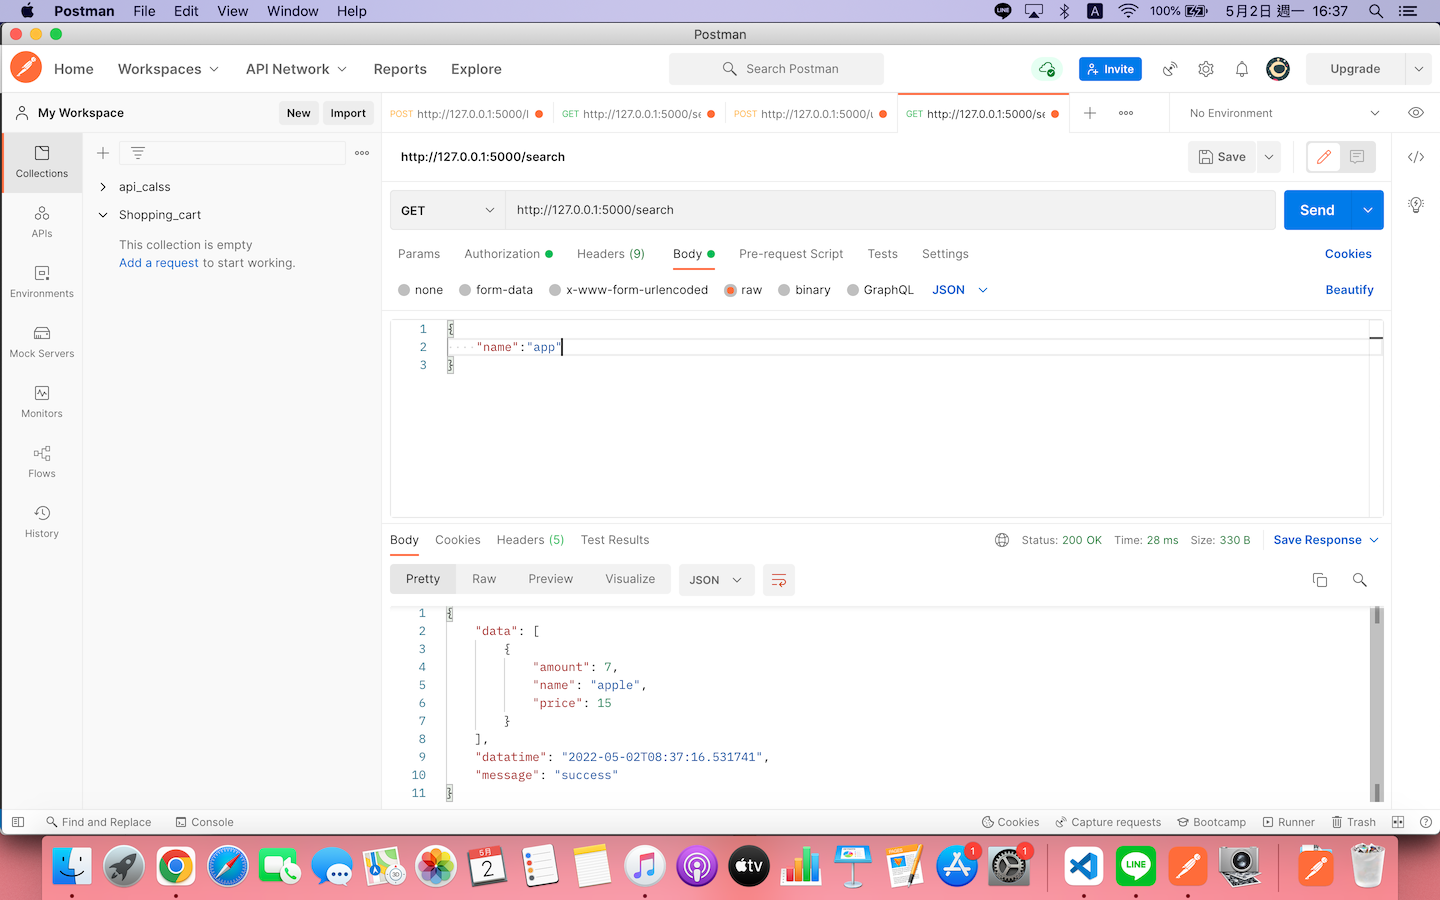 Postman File Edit View Window Help LINE A 100% 5月2日 週一 16:37
Postman
Home Workspaces API Network Reports Explore Search Postman Invite Upgrade
My Workspace New Import POST http://127.0.0.1:5000/l GET http://127.0.0.1:5000/se POST http://127.0.0.1:5000/u GET http://127.0.0.1:5000/se No Environment
Collections
APIs
Environments
Mock Servers
Monitors
Flows
History
api_calss
Shopping_cart
This collection is empty
Add a request to start working.
http://127.0.0.1:5000/search Save
GET http://127.0.0.1:5000/search Send
Params Authorization Headers (9) Body Pre-request Script Tests Settings Cookies
none form-data x-www-form-urlencoded raw binary GraphQL JSON Beautify
1 {
2 "name":"app"
3 }
Body Cookies Headers (5) Test Results Status: 200 OK Time: 28 ms Size: 330 B Save Response
Pretty Raw Preview Visualize JSON
1 {
2 "data": [
3 {
4 "amount": 7,
5 "name": "apple",
6 "price": 15
7 }
8 ],
9 "datatime": "2022-05-02T08:37:16.531741",
10 "message": "success"
11 }
Find and Replace Console Cookies Capture requests Bootcamp Runner Trash
5月 2 30 tv 1 1 LINE